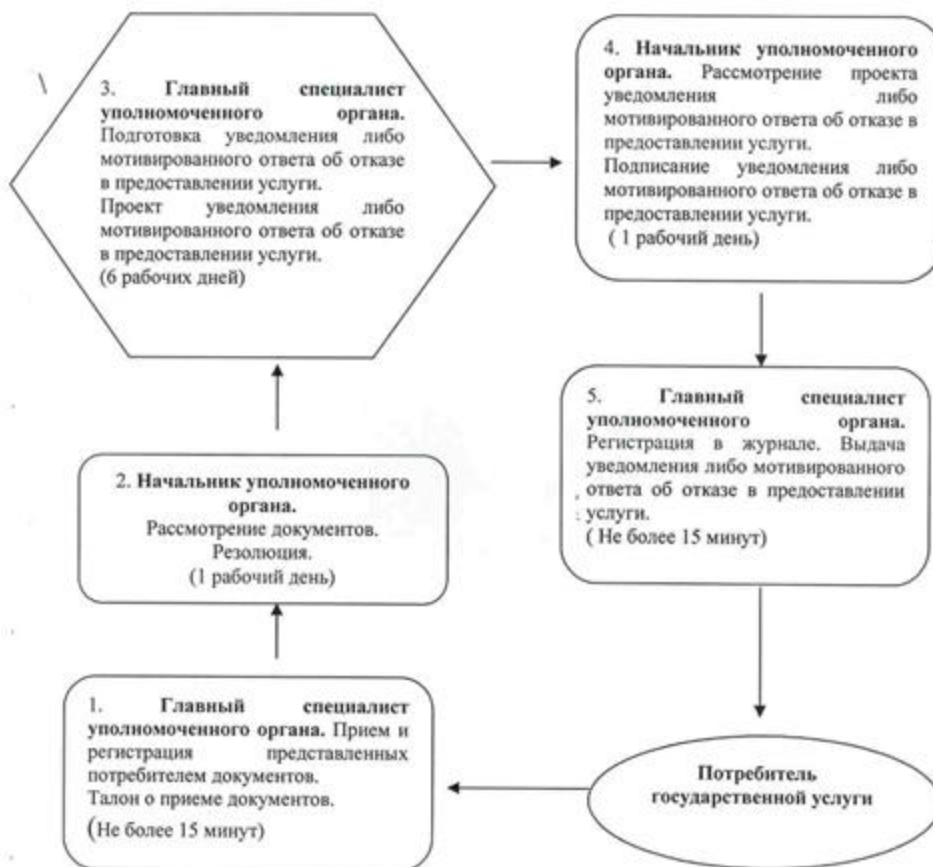 3. Главный специалист
уполномоченного органа.
Подготовка уведомления либо
мотивированного ответа об отказе
в предоставлении услуги.
Проект уведомления либо
мотивированного ответа об отказе
в предоставлении услуги.
(6 рабочих дней)
4. Начальник уполномоченного
органа. Рассмотрение проекта
уведомления либо
мотивированного ответа об отказе в
предоставлении услуги.
Подписание уведомления либо
мотивированного ответа об отказе в
предоставлении услуги.
( 1 рабочий день)
5. Главный специалист
уполномоченного органа.
Регистрация в журнале. Выдача
уведомления либо мотивированного
ответа об отказе в предоставлении
услуги.
( Не более 15 минут)
2. Начальник уполномоченного
органа.
Рассмотрение документов.
Резолюция.
(1 рабочий день)
1. Главный специалист
уполномоченного органа. Прием и
регистрация представленных
потребителем документов.
Талон о приеме документов.
(Не более 15 минут)
Потребитель
государственной услуги